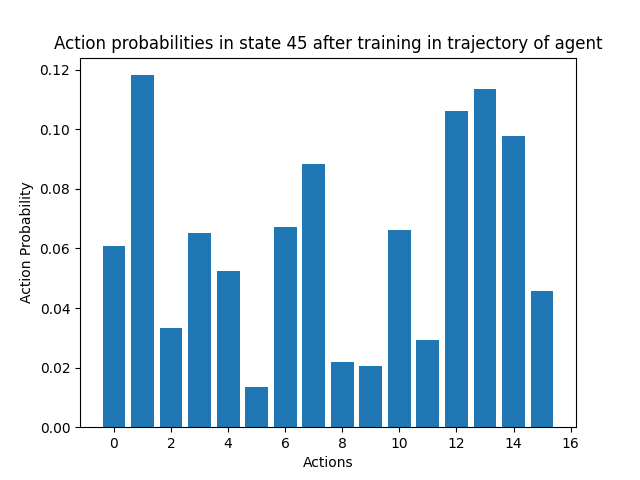 Action probabilities in state 45 after training in trajectory of agent
0.12
0.10
0.08
0.06
0.04
0.02
0.00
Action Probability
0 2 4 6 8 10 12 14 16
Actions